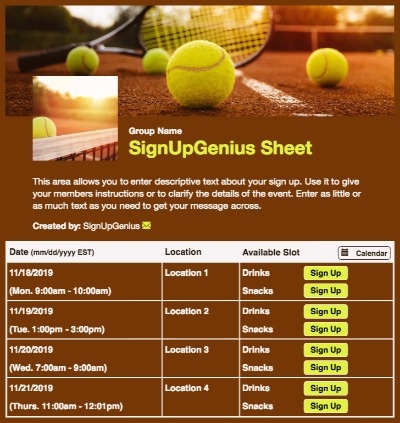 Group Name
SignUpGenius Sheet
This area allows you to enter descriptive text about your sign up. Use it to give
your members instructions or to clarify the details of the event. Enter as little or
as much text as you need to get your message across.
Created by: SignUpGenius
Date (mm/dd/yyyy EST) Location Available Slot Calendar
11/18/2019 Location 1 Drinks Sign Up
(Mon. 9:00am - 10:00am) Snacks Sign Up
11/19/2019 Location 2 Drinks Sign Up
(Tue. 1:00pm - 3:00pm) Snacks Sign Up
11/20/2019 Location 3 Drinks Sign Up
(Wed. 7:00am - 9:00am) Snacks Sign Up
11/21/2019 Location 4 Drinks Sign Up
(Thurs. 11:00am - 12:01pm) Snacks Sign Up